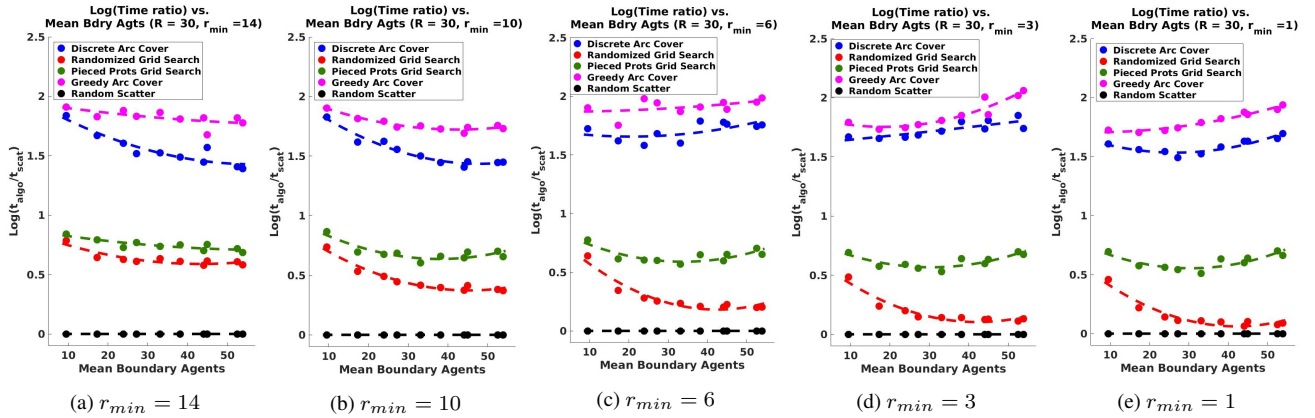 Log(Time ratio) vs.
Mean Bdry Agts (R = 30, r_min =14)
2.5
2
1.5
1
0.5
0
Log(t_algo/t_scat)
Discrete Arc Cover
Randomized Grid Search
Pieced Prots Grid Search
Greedy Arc Cover
Random Scatter
10 20 30 40 50
Mean Boundary Agents
(a) r_min = 14
Log(Time ratio) vs.
Mean Bdry Agts (R = 30, r_min =10)
2.5
2
1.5
1
0.5
0
Log(t_algo/t_scat)
Discrete Arc Cover
Randomized Grid Search
Pieced Prots Grid Search
Greedy Arc Cover
Random Scatter
10 20 30 40 50
Mean Boundary Agents
(b) r_min = 10
Log(Time ratio) vs.
Mean Bdry Agts (R = 30, r_min =6)
2.5
2
1.5
1
0.5
0
Log(t_algo/t_scat)
Discrete Arc Cover
Randomized Grid Search
Pieced Prots Grid Search
Greedy Arc Cover
Random Scatter
10 20 30 40 50
Mean Boundary Agents
(c) r_min = 6
Log(Time ratio) vs.
Mean Bdry Agts (R = 30, r_min =3)
2.5
2
1.5
1
0.5
0
Log(t_algo/t_scat)
Discrete Arc Cover
Randomized Grid Search
Pieced Prots Grid Search
Greedy Arc Cover
Random Scatter
10 20 30 40 50
Mean Boundary Agents
(d) r_min = 3
Log(Time ratio) vs.
Mean Bdry Agts (R = 30, r_min =1)
2.5
2
1.5
1
0.5
0
Log(t_algo/t_scat)
Discrete Arc Cover
Randomized Grid Search
Pieced Prots Grid Search
Greedy Arc Cover
Random Scatter
10 20 30 40 50
Mean Boundary Agents
(e) r_min = 1